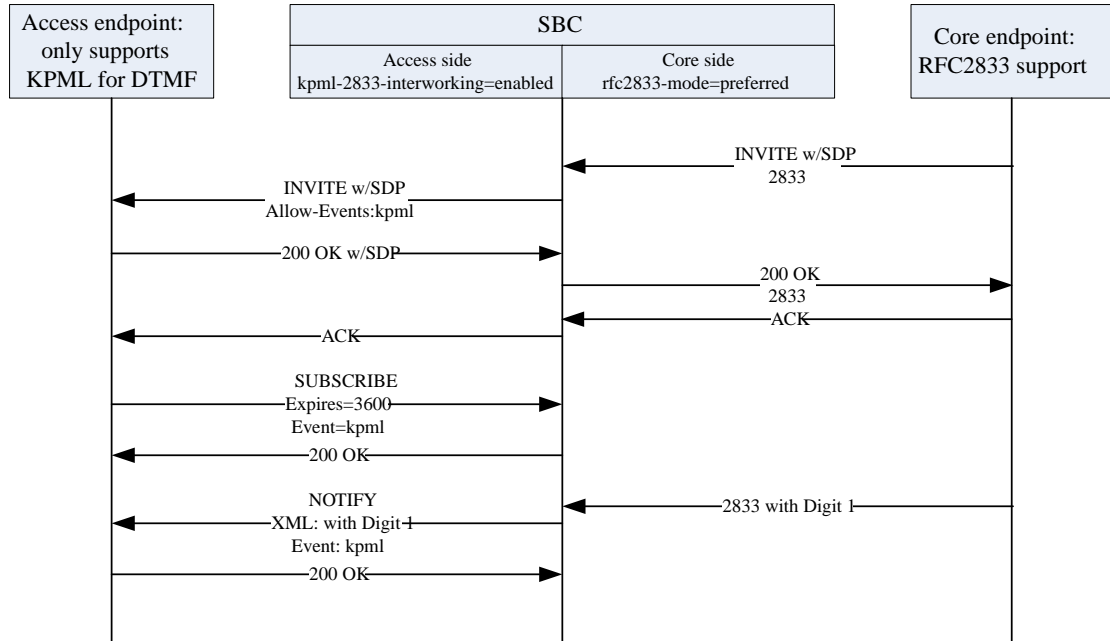 Access endpoint:
only supports
KPML for DTMF
SBC
Access side
kpml-2833-interworking=enabled
Core side
rfc2833-mode=preferred
Core endpoint:
RFC2833 support
INVITE w/SDP
2833
INVITE w/SDP
Allow-Events:kpml
200 OK w/SDP
200 OK
2833
ACK
ACK
SUBSCRIBE
Expires=3600
Event=kpml
200 OK
2833 with Digit 1
NOTIFY
XML: with Digit 1
Event: kpml
200 OK